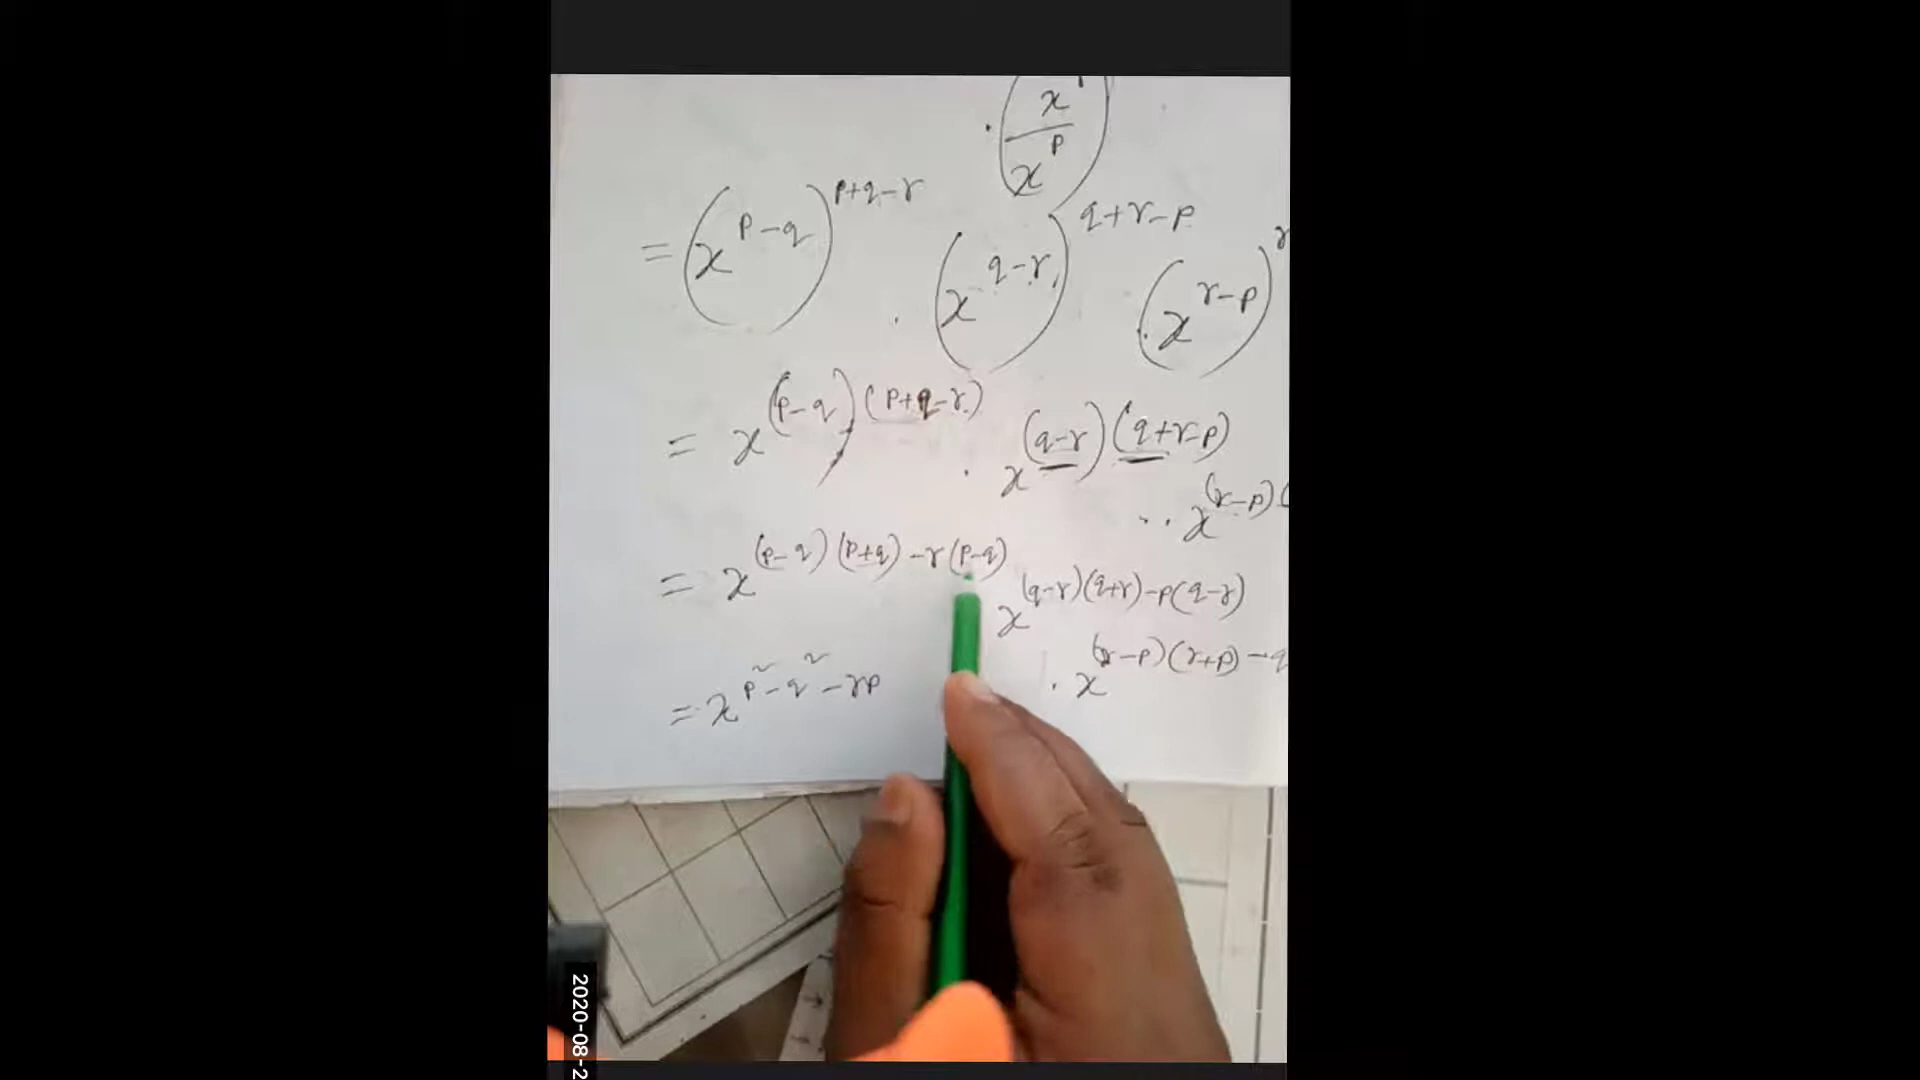 · (x / x^p)
= (x^{p-q})^{p+q-r} · (x^{q-r})^{q+r-p} · (x^{r-p})^{r
= x^{(p-q)(p+q-r)} · x^{(q-r)(q+r-p)} · · x^{(r-p)(
= x^{(p-q)(p+q)-r(p-q)} x^{(q-r)(q+r)-p(q-r)} · x^{(r-p)(r+p)-q
= x^{p²-q²-rp}
2020-08-2